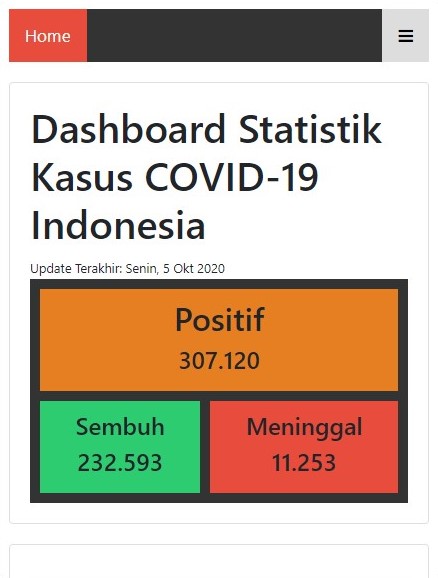 Home
Dashboard Statistik
Kasus COVID-19
Indonesia
Update Terakhir: Senin, 5 Okt 2020
Positif
307.120
Sembuh
232.593
Meninggal
11.253